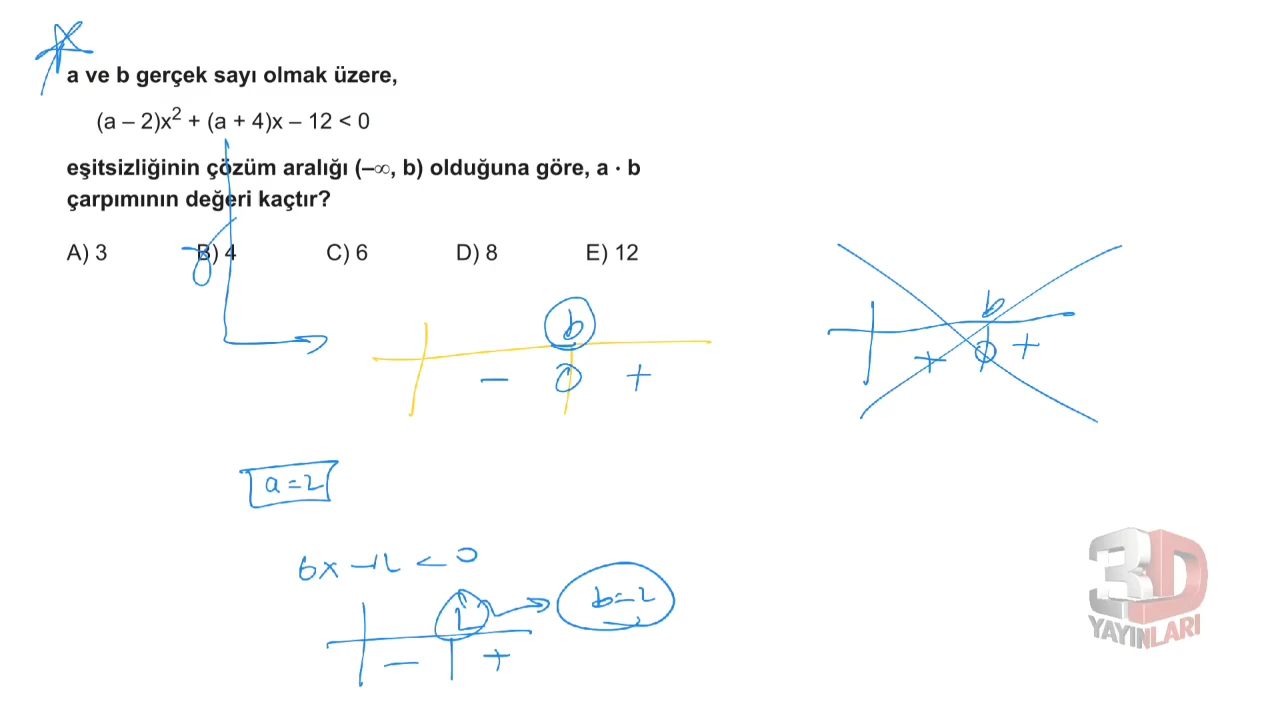 a ve b gerçek sayı olmak üzere,
(a – 2)x² + (a + 4)x – 12 < 0
eşitsizliğinin çözüm aralığı (–∞, b) olduğuna göre, a · b
çarpımının değeri kaçtır?
A) 3 B) 4 C) 6 D) 8 E) 12
b
– 0 +
b
+ 0 +
a = 2
6x – 12 < 0
2
b = 2
– +
3D
YAYINLARI